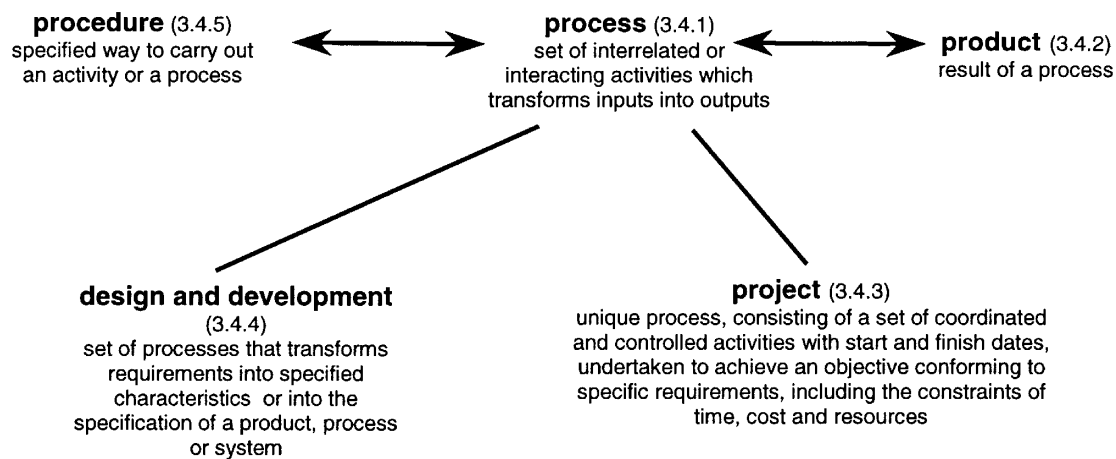 procedure (3.4.5)
specified way to carry out
an activity or a process
process (3.4.1)
set of interrelated or
interacting activities which
transforms inputs into outputs
product (3.4.2)
result of a process
design and development
(3.4.4)
set of processes that transforms
requirements into specified
characteristics or into the
specification of a product, process
or system
project (3.4.3)
unique process, consisting of a set of coordinated
and controlled activities with start and finish dates,
undertaken to achieve an objective conforming to
specific requirements, including the constraints of
time, cost and resources